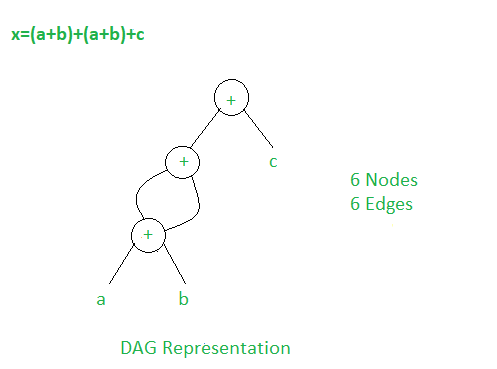 x=(a+b)+(a+b)+c
+
+
c
6 Nodes
6 Edges
+
a
b
DAG Representation